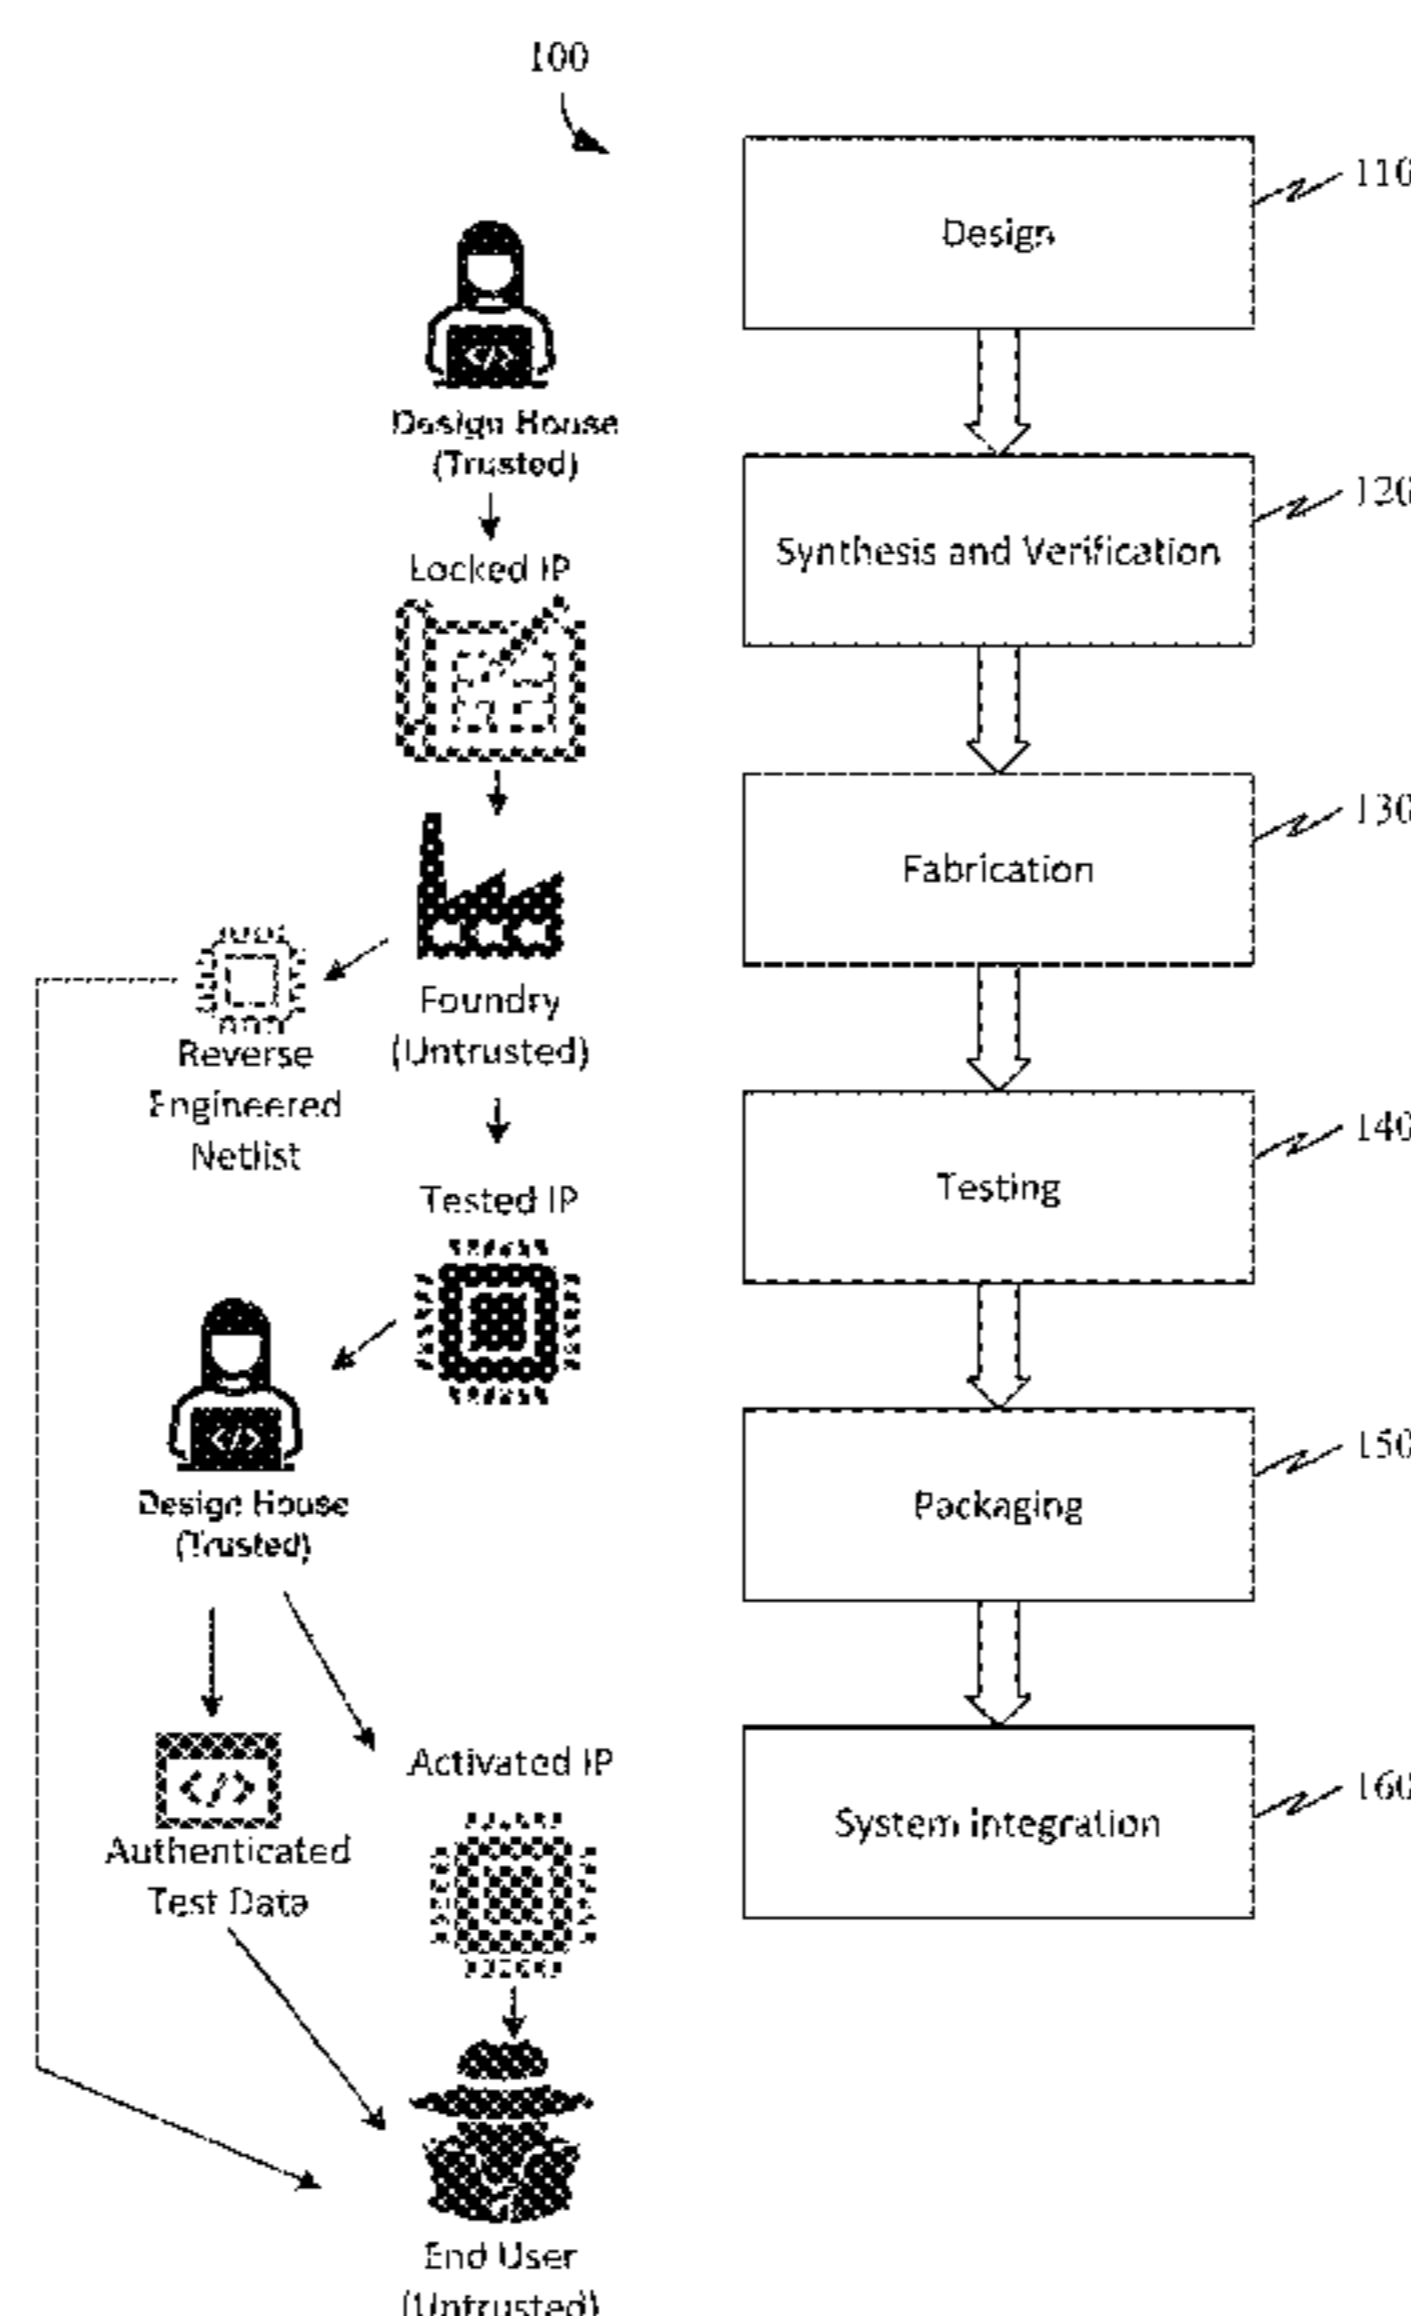 100
Design House
(Trusted)
Locked IP
Foundry
(Untrusted)
Reverse
Engineered
Netlist
Tested IP
</>
Design House
(Trusted)
</>
Authenticated
Test Data
</>
Activated IP
End User
(Untrusted)
Design
110
Synthesis and Verification
120
Fabrication
130
Testing
140
Packaging
150
System integration
160